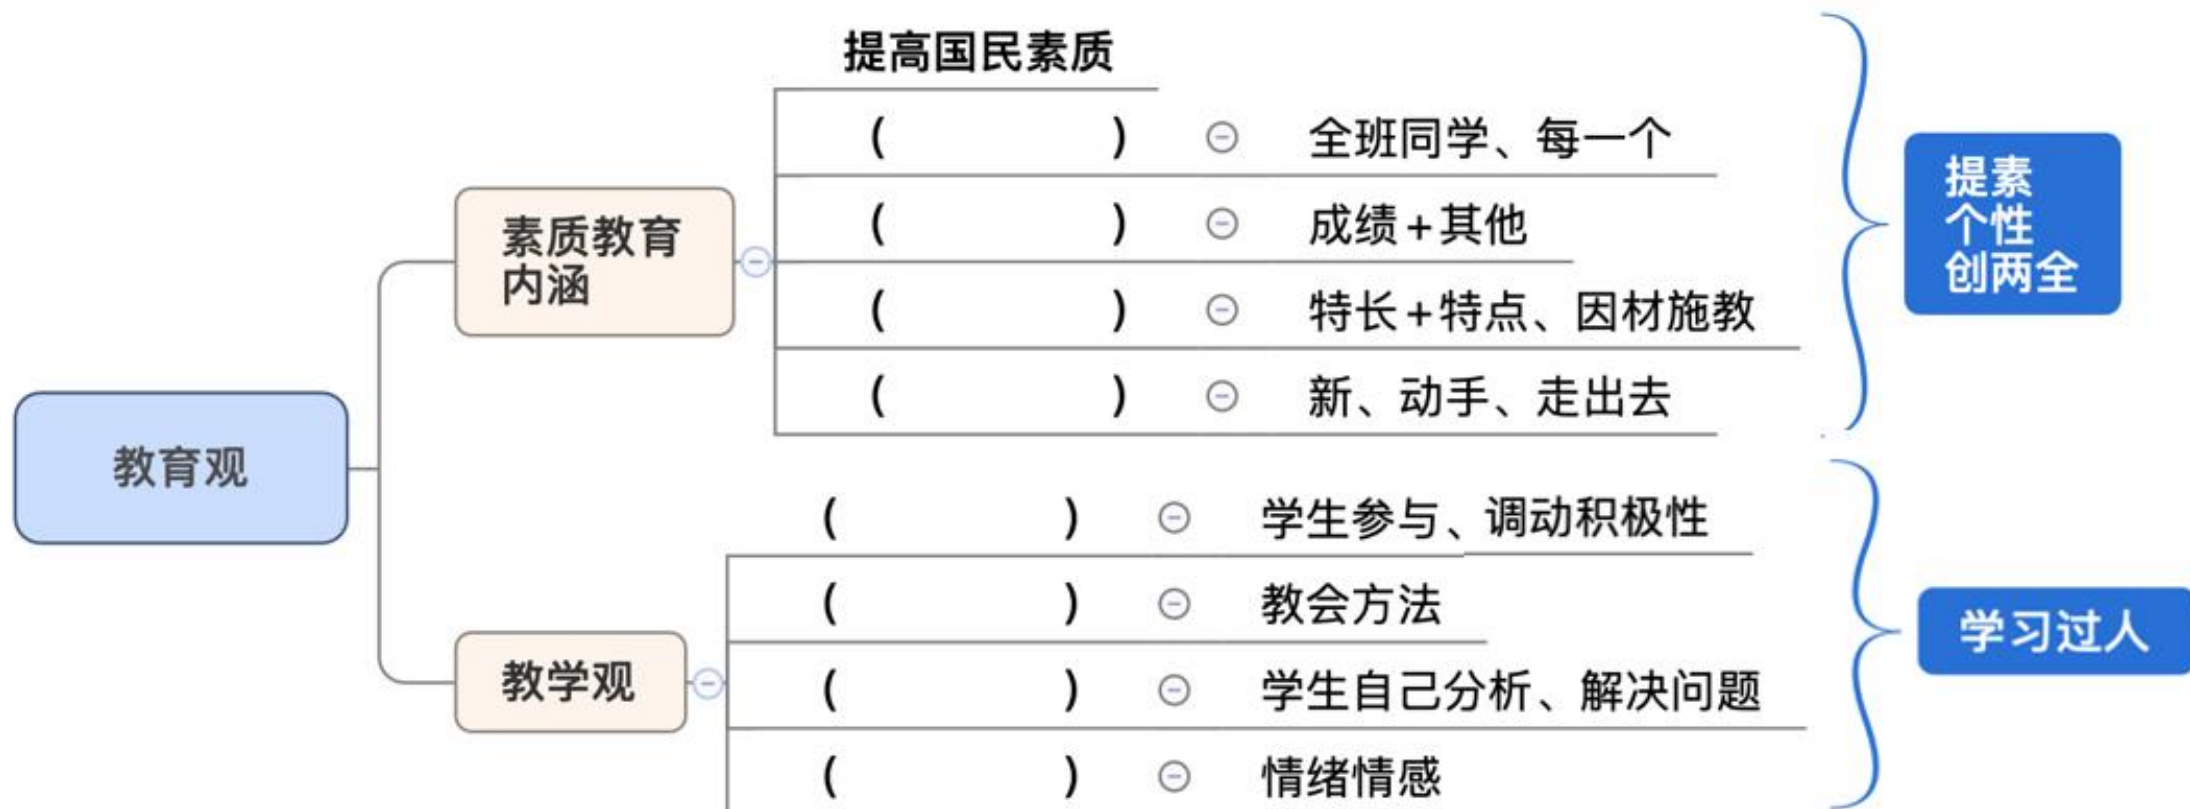 提高国民素质
( ) 全班同学、每一个
( ) 成绩+其他
( ) 特长+特点、因材施教
( ) 新、动手、走出去
素质教育
内涵
提素
个性
创两全
教育观
( ) 学生参与、调动积极性
( ) 教会方法
( ) 学生自己分析、解决问题
( ) 情绪情感
教学观
学习过人